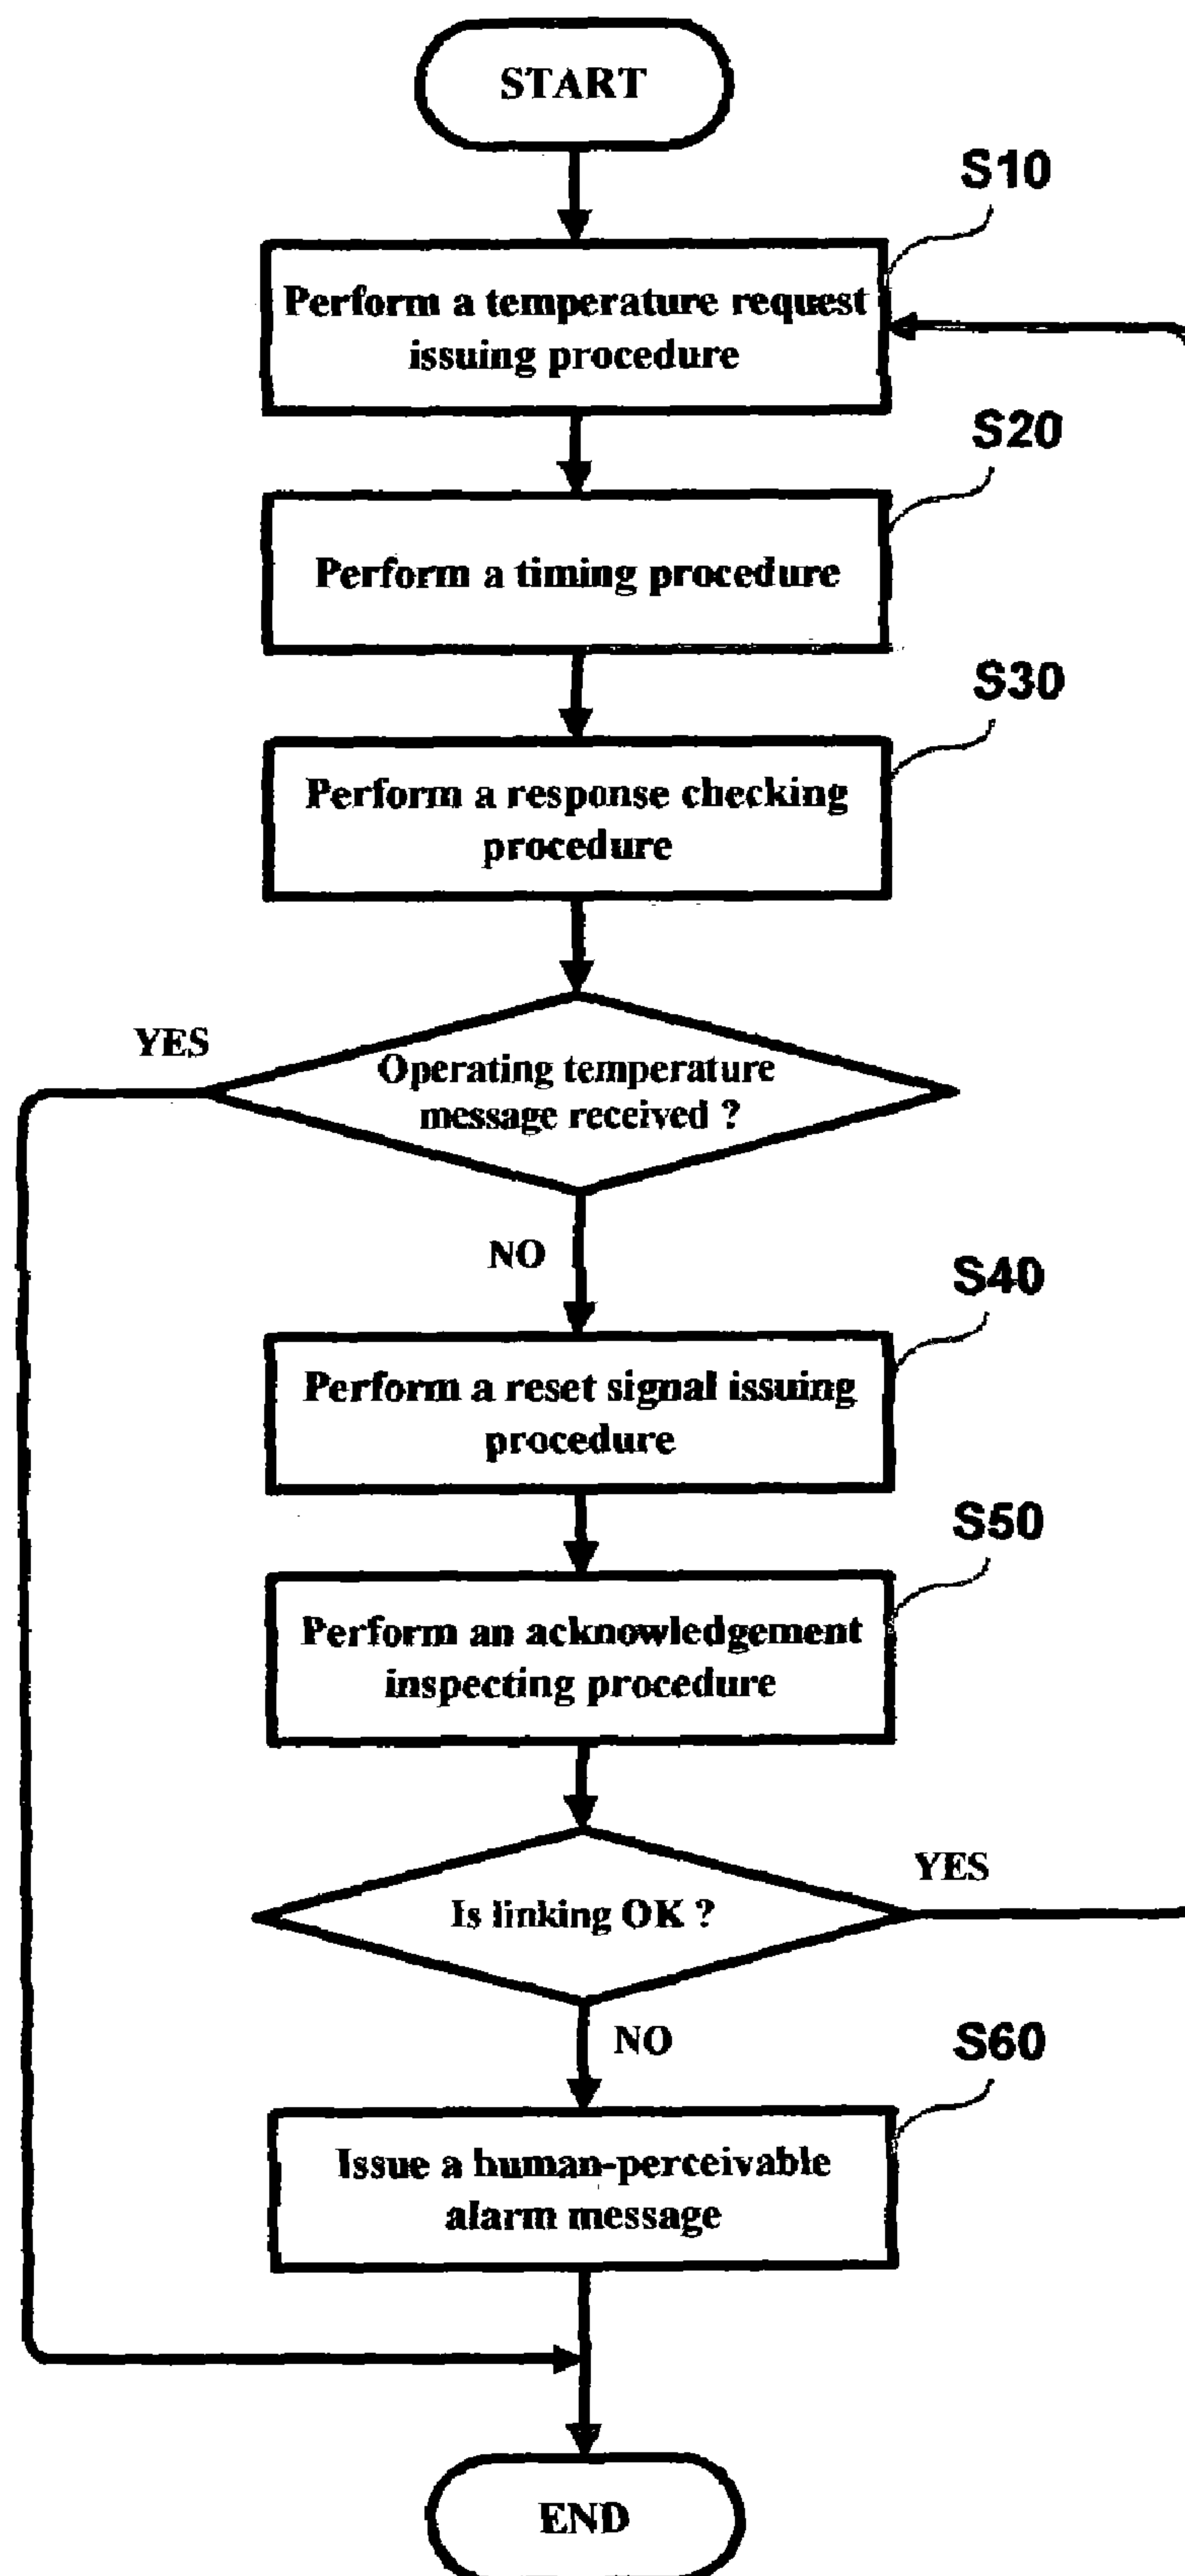 START
S10
Perform a temperature request
issuing procedure
S20
Perform a timing procedure
S30
Perform a response checking
procedure
YES
Operating temperature
message received ?
NO
S40
Perform a reset signal issuing
procedure
S50
Perform an acknowledgement
inspecting procedure
YES
Is linking OK ?
NO
S60
Issue a human-perceivable
alarm message
END